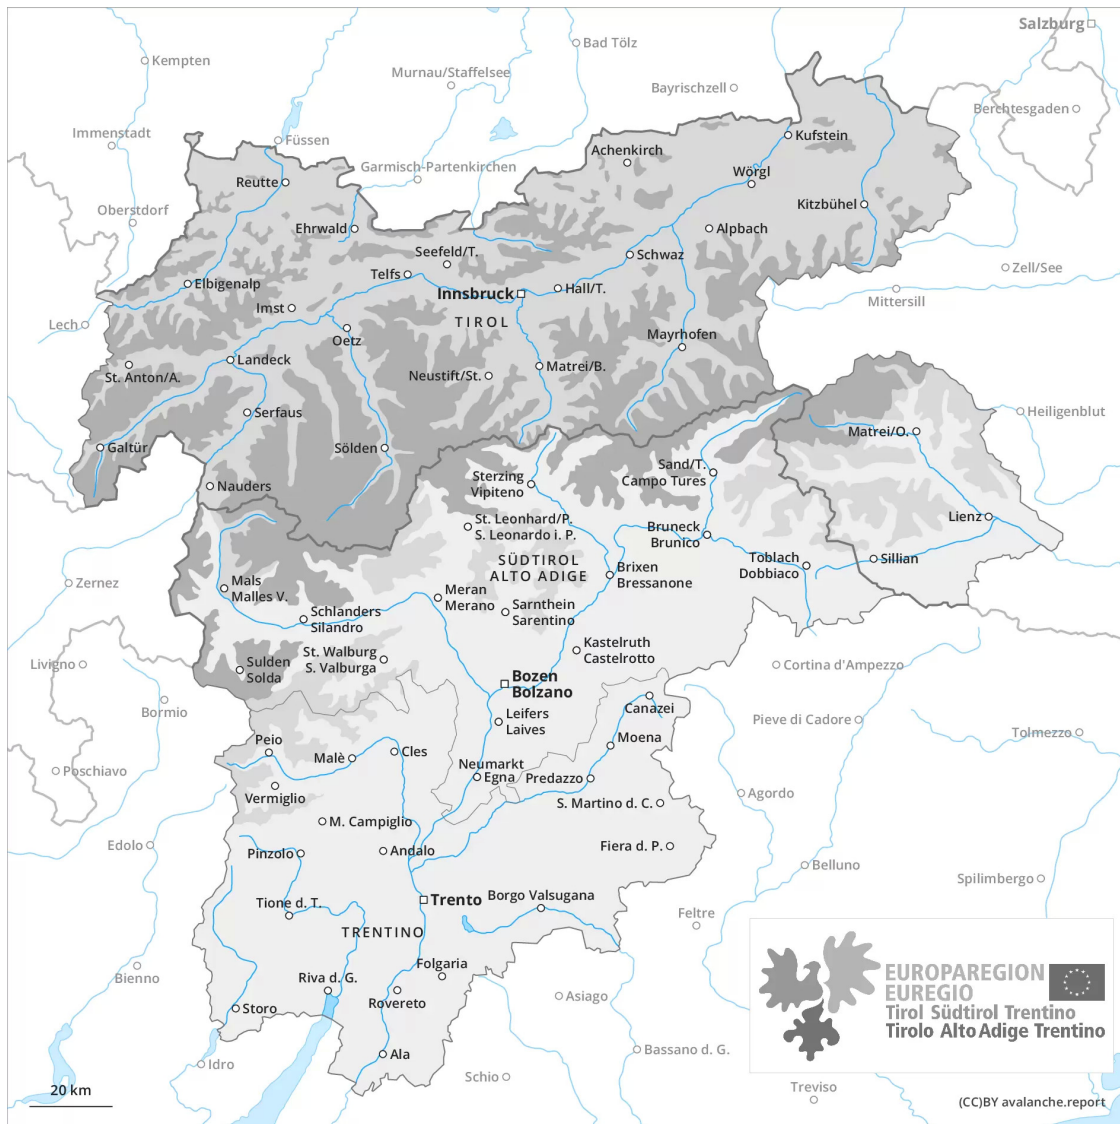 Salzburg
Bad Tölz
Kempten
Murnau/Staffelsee
Bayrischzell
Berchtesgaden
Immenstadt
Füssen
Kufstein
Achenkirch
Garmisch-Partenkirchen
Wörgl
Reutte
Kitzbühel
Oberstdorf
Ehrwald
Alpbach
Seefeld/T.
Schwaz
Zell/See
Telfs
Elbigenalp
Innsbruck
Hall/T.
Mittersill
Imst
TIROL
Lech
Oetz
Mayrhofen
Landeck
Matrei/B.
St. Anton/A.
Neustift/St.
Serfaus
Heiligenblut
Matrei/O.
Galtür
Sölden
Sand/T.
Campo Tures
Sterzing
Vipiteno
Nauders
St. Leonhard/P.
S. Leonardo i. P.
Lienz
Bruneck
Brunico
SÜDTIROL
ALTO ADIGE
Toblach
Dobbiaco
Sillian
Brixen
Bressanone
Zernez
Mals
Malles V.
Meran
Merano
Sarnthein
Sarentino
Schlanders
Silandro
Kastelruth
Castelrotto
St. Walburg
S. Valburga
Livigno
Sulden
Solda
Cortina d'Ampezzo
Bozen
Bolzano
Canazei
Bormio
Leifers
Laives
Pieve di Cadore
Tolmezzo
Moena
Peio
Malè
Cles
Poschiavo
Neumarkt
Egna
Predazzo
Vermiglio
S. Martino d. C.
Agordo
M. Campiglio
Edolo
Pinzolo
Andalo
Fiera d. P.
Belluno
Spilimbergo
Tione d. T.
Trento
Borgo Valsugana
Feltre
TRENTINO
Folgaria
Bienno
Riva d. G.
Rovereto
Asiago
Storo
EUROPAREGION
EUREGIO
Tirol Südtirol Trentino
Tirolo Alto Adige Trentino
Ala
Bassano d. G.
Idro
Schio
Treviso
20 km
(CC)BY avalanche.report